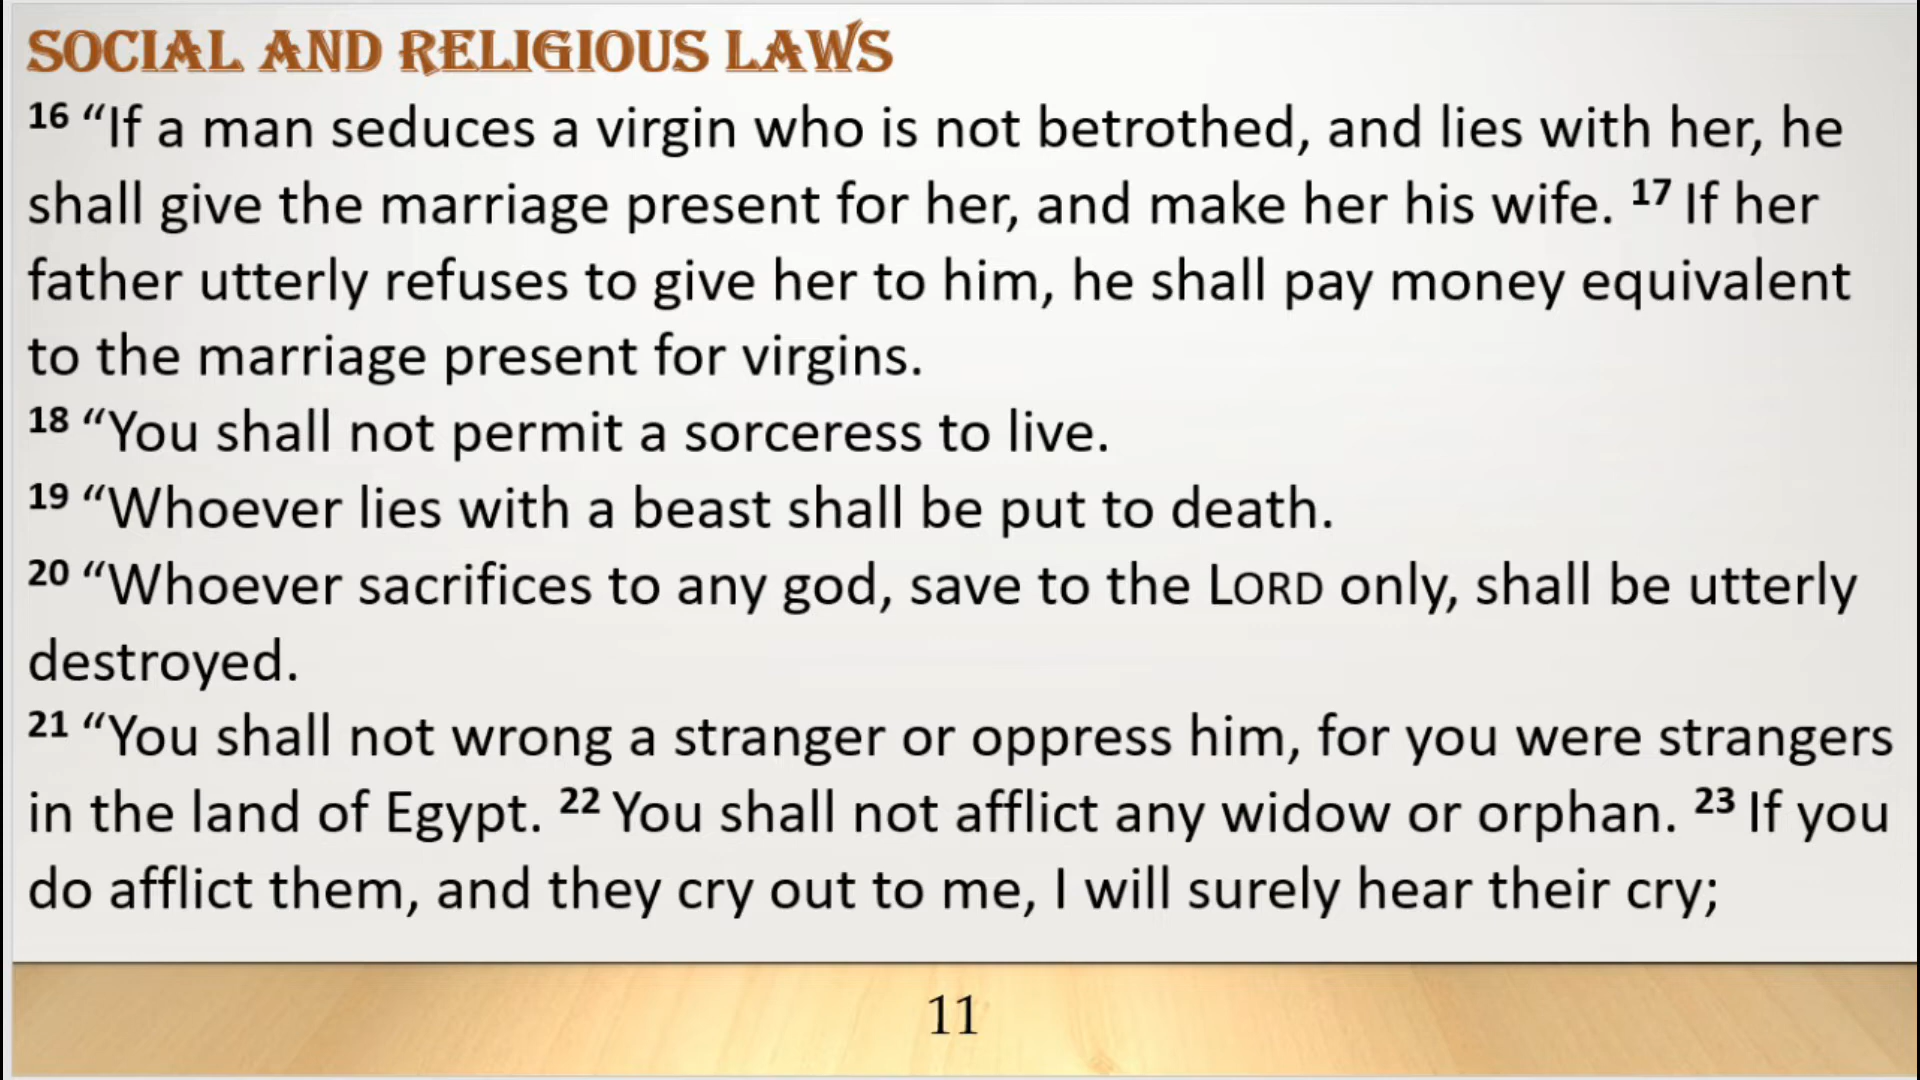 SOCIAL AND RELIGIOUS LAWS
16 “If a man seduces a virgin who is not betrothed, and lies with her, he
shall give the marriage present for her, and make her his wife. 17 If her
father utterly refuses to give her to him, he shall pay money equivalent
to the marriage present for virgins.
18 “You shall not permit a sorceress to live.
19 “Whoever lies with a beast shall be put to death.
20 “Whoever sacrifices to any god, save to the LORD only, shall be utterly
destroyed.
21 “You shall not wrong a stranger or oppress him, for you were strangers
in the land of Egypt. 22 You shall not afflict any widow or orphan. 23 If you
do afflict them, and they cry out to me, I will surely hear their cry;
11